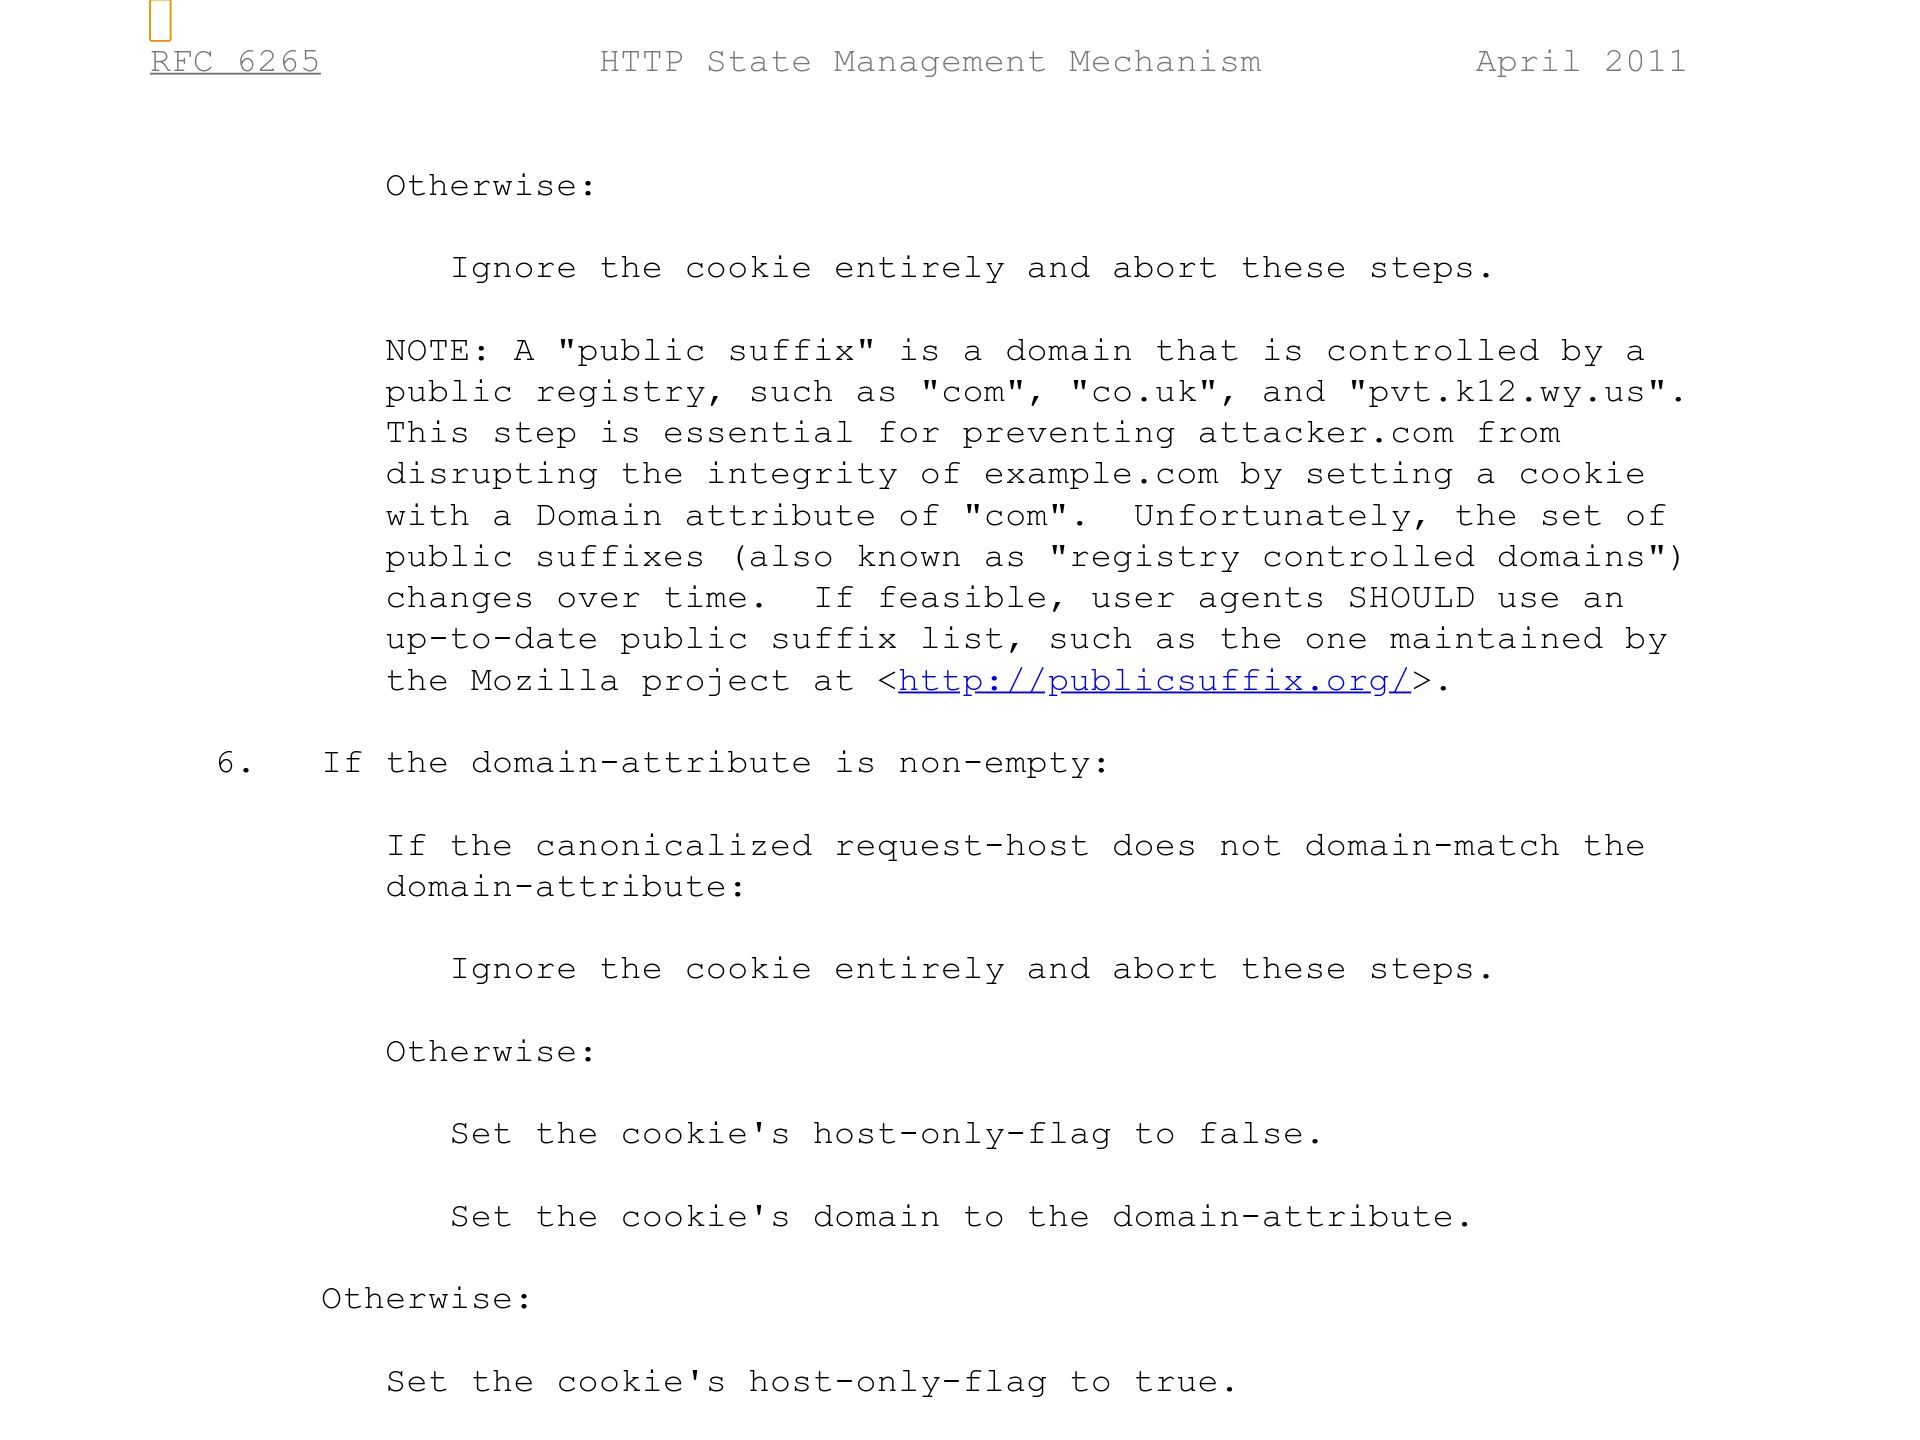 RFC 6265 HTTP State Management Mechanism April 2011
Otherwise:
Ignore the cookie entirely and abort these steps.
NOTE: A "public suffix" is a domain that is controlled by a
public registry, such as "com", "co.uk", and "pvt.k12.wy.us".
This step is essential for preventing attacker.com from
disrupting the integrity of example.com by setting a cookie
with a Domain attribute of "com".  Unfortunately, the set of
public suffixes (also known as "registry controlled domains")
changes over time.  If feasible, user agents SHOULD use an
up-to-date public suffix list, such as the one maintained by
the Mozilla project at <http://publicsuffix.org/>.
6. If the domain-attribute is non-empty:
If the canonicalized request-host does not domain-match the
domain-attribute:
Ignore the cookie entirely and abort these steps.
Otherwise:
Set the cookie's host-only-flag to false.
Set the cookie's domain to the domain-attribute.
Otherwise:
Set the cookie's host-only-flag to true.